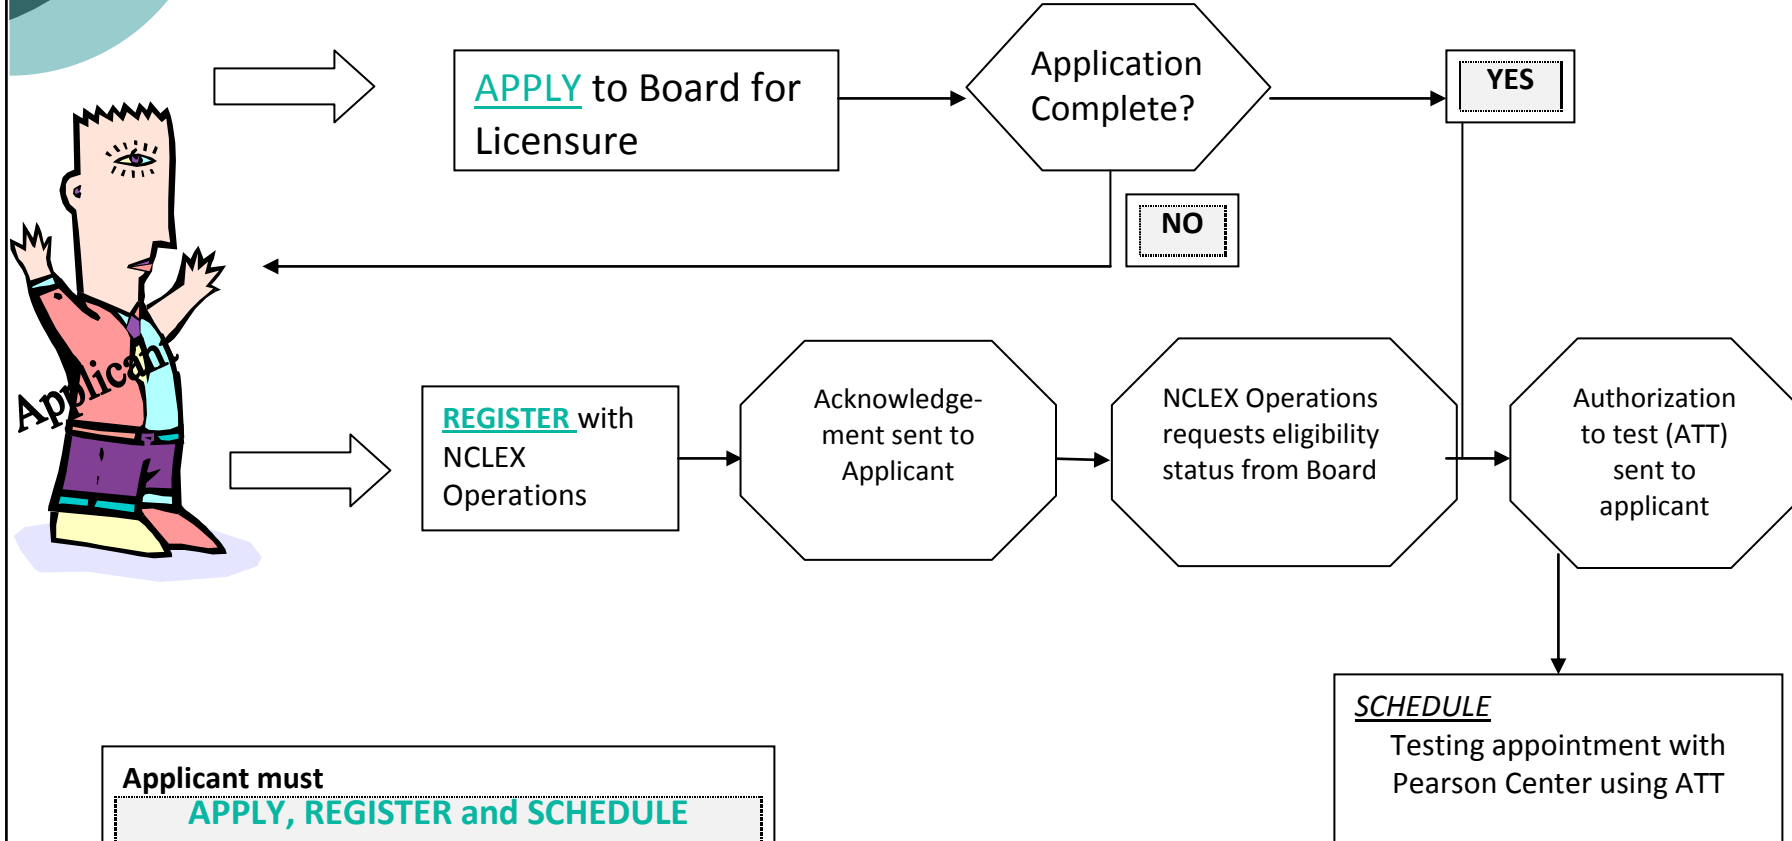 APPLY to Board for
Licensure
Application
Complete?
YES
NO
Applicant
REGISTER with
NCLEX
Operations
Acknowledge-
ment sent to
Applicant
NCLEX Operations
requests eligibility
status from Board
Authorization
to test (ATT)
sent to
applicant
SCHEDULE
Testing appointment with
Pearson Center using ATT
Applicant must
APPLY, REGISTER and SCHEDULE